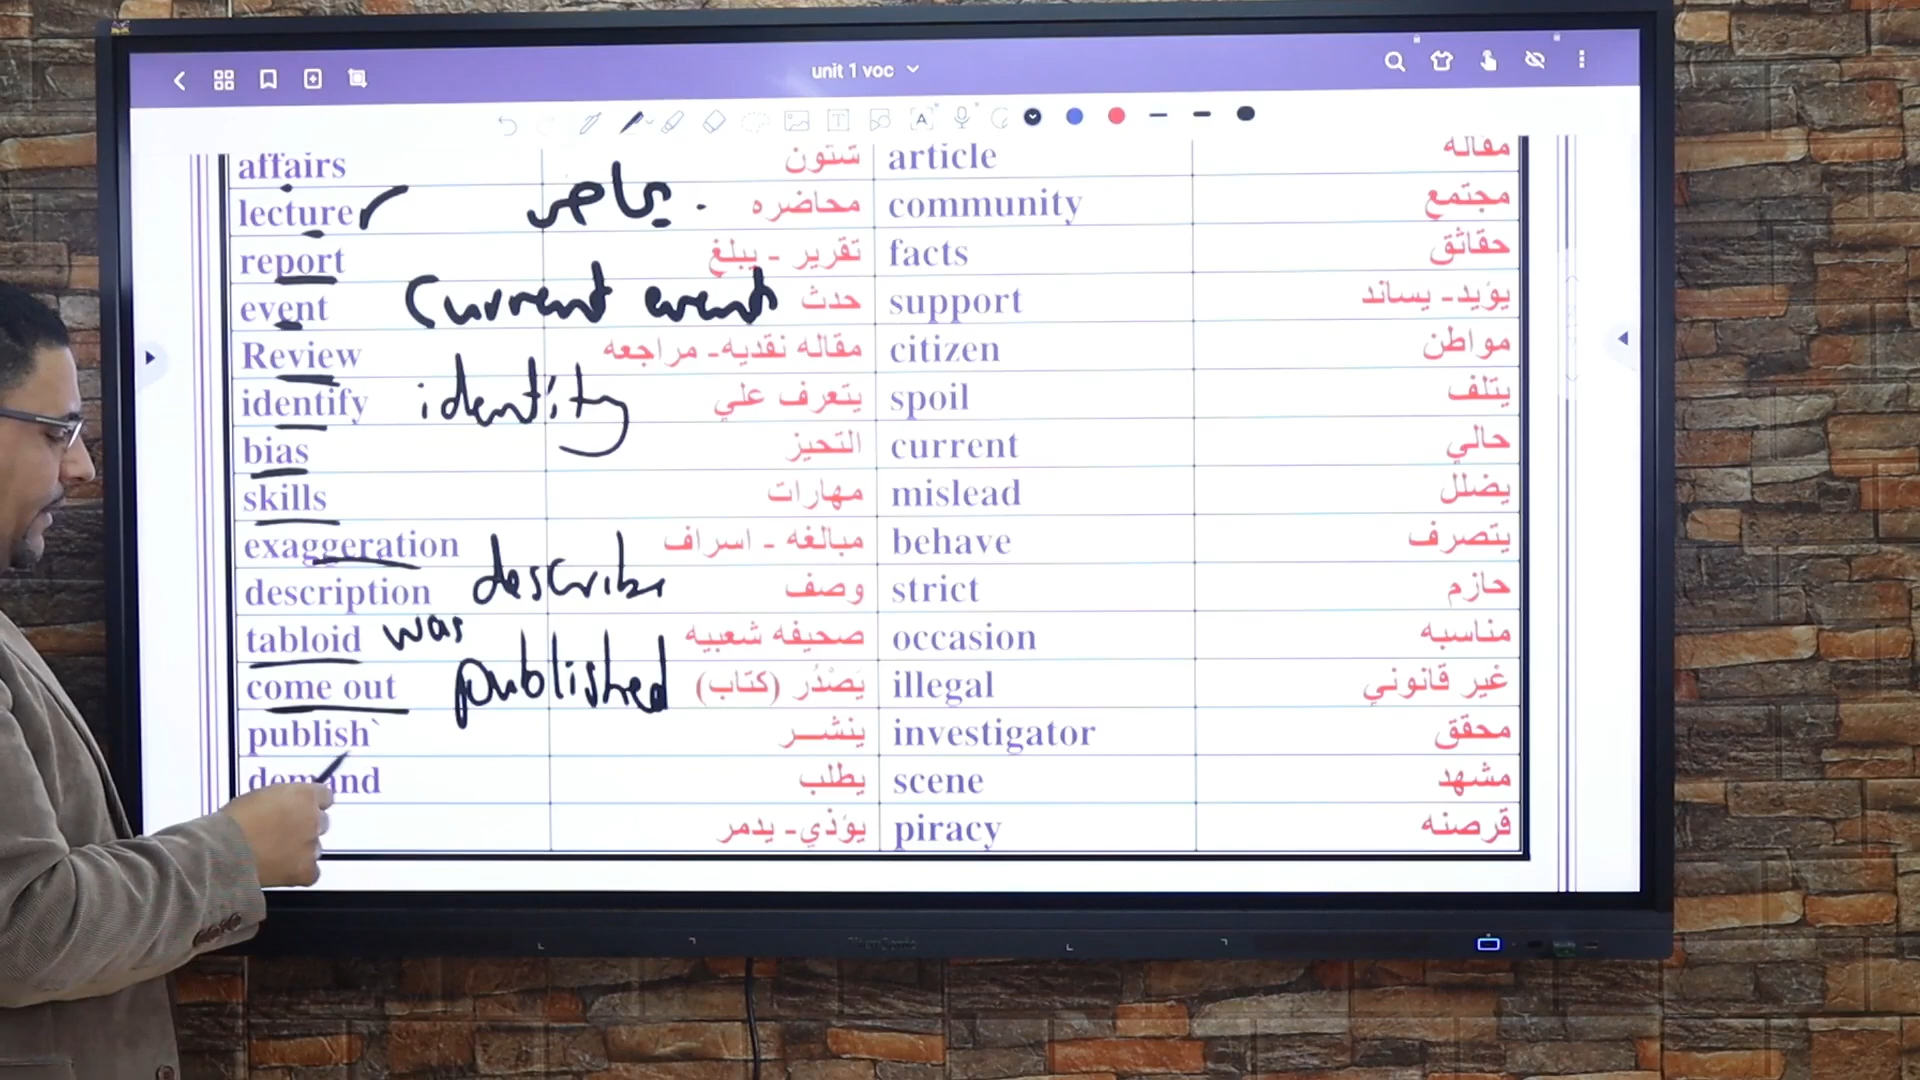 unit 1 voc
affairs شئون article مقاله
lecture يحاضر محاضره community مجتمع
report تقرير - يبلغ facts حقائق
event Current events حدث support يؤيد- يساند
Review مقاله نقديه- مراجعه citizen مواطن
identify identity يتعرف علي spoil يتلف
bias التحيز current حالي
skills مهارات mislead يضلل
exaggeration مبالغه - اسراف behave يتصرف
description describe وصف strict حازم
tabloid was صحيفه شعبيه occasion مناسبه
come out published يَصْدُر (كتاب) illegal غير قانوني
publish` ينشر investigator محقق
demand يطلب scene مشهد
يؤذي- يدمر piracy قرصنه
ViewSonic